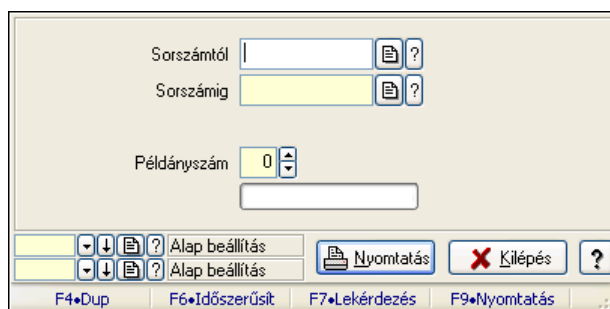 Sorszámtól ?
Sorszámig ?
Példányszám 0
? Alap beállítás
? Alap beállítás
Nyomtatás Kilépés ?
F4•Dup F6•Időszerűsít F7•Lekérdezés F9•Nyomtatás